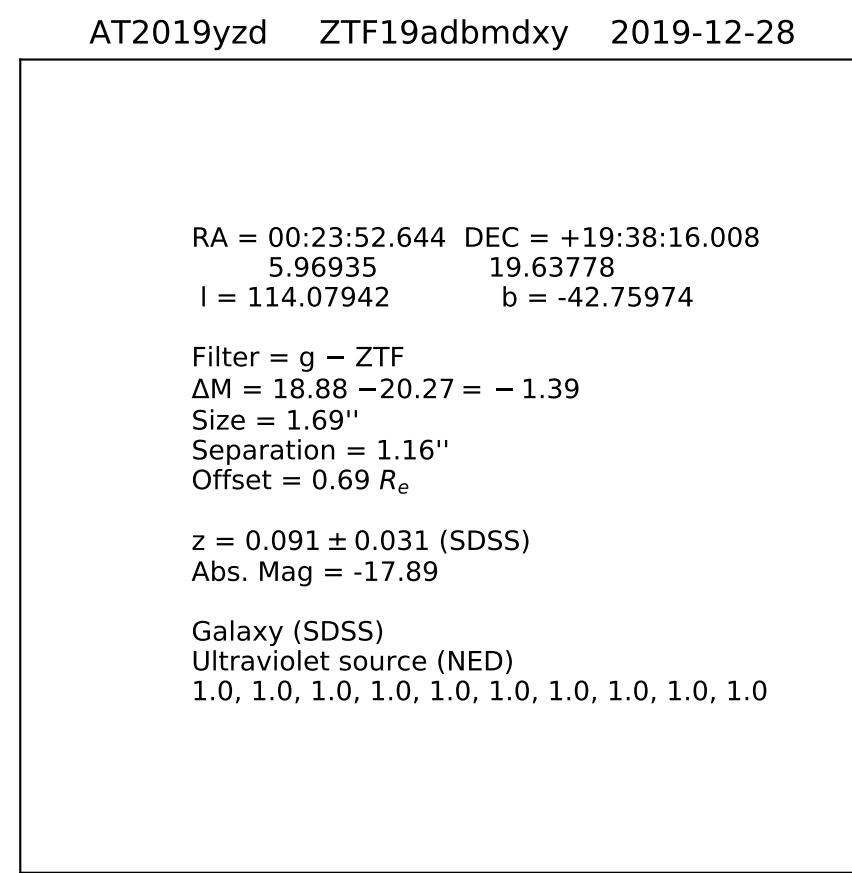 AT2019yzd ZTF19adbmdxy 2019-12-28
RA = 00:23:52.644 DEC = +19:38:16.008
5.96935 19.63778
l = 114.07942 b = -42.75974
Filter = g − ZTF
ΔM = 18.88 −20.27 = − 1.39
Size = 1.69''
Separation = 1.16''
Offset = 0.69 Re
z = 0.091 ± 0.031 (SDSS)
Abs. Mag = -17.89
Galaxy (SDSS)
Ultraviolet source (NED)
1.0, 1.0, 1.0, 1.0, 1.0, 1.0, 1.0, 1.0, 1.0, 1.0